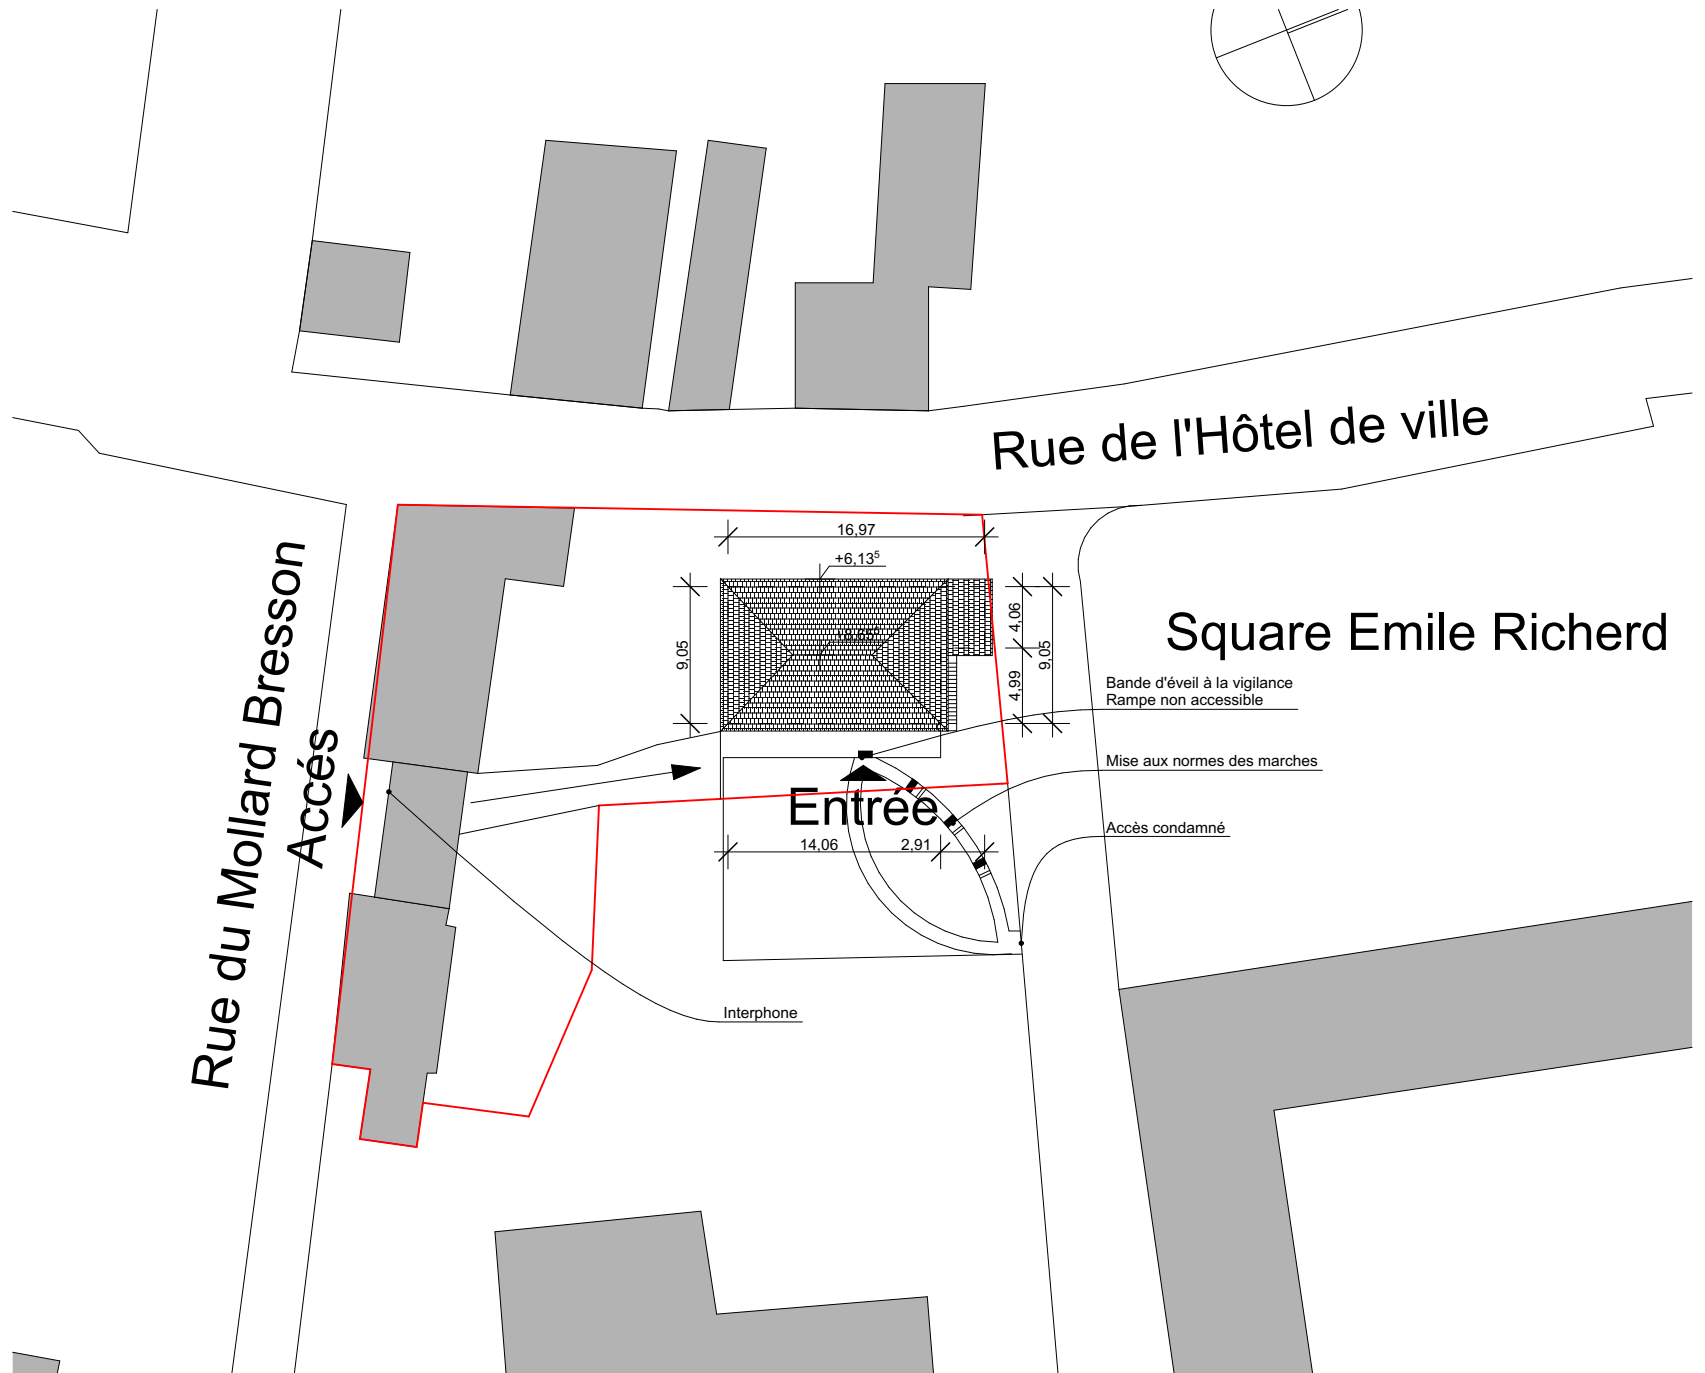 Rue de l'Hôtel de ville
16,97
+6,13⁵
9,05
4,06
9,05
4,99
Square Emile Richerd
Bande d'éveil à la vigilance
Rampe non accessible
Mise aux normes des marches
Accès condamné
Rue du Mollard Bresson
Accés
Entrée
14,06
2,91
Interphone